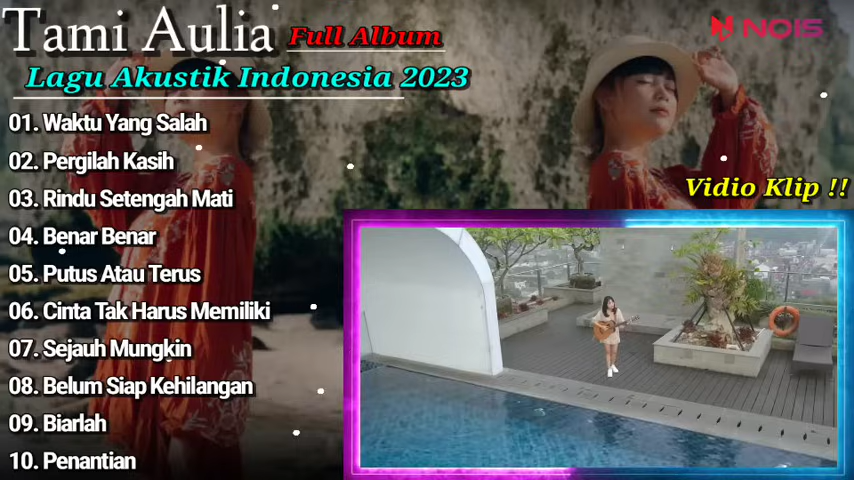 Tami Aulia Full Album
NOIS
Lagu Akustik Indonesia 2023
01. Waktu Yang Salah
02. Pergilah Kasih
03. Rindu Setengah Mati
04. Benar Benar
05. Putus Atau Terus
06. Cinta Tak Harus Memiliki
07. Sejauh Mungkin
08. Belum Siap Kehilangan
09. Biarlah
10. Penantian
Vidio Klip !!